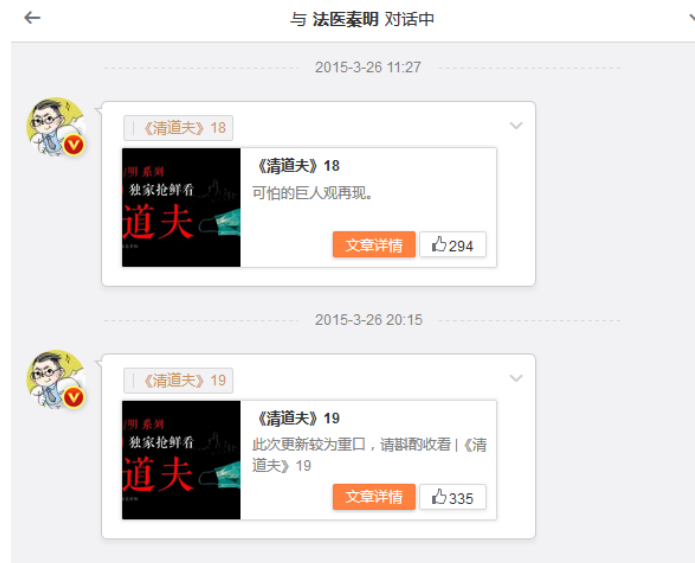 与 法医秦明 对话中
2015-3-26 11:27
《清道夫》18
明 系列
独家抢鲜看
道夫
《清道夫》18
可怕的巨人观再现。
文章详情
294
2015-3-26 20:15
《清道夫》19
明 系列
独家抢鲜看
道夫
《清道夫》19
此次更新较为重口，请斟酌收看 |《清
道夫》19
文章详情
335